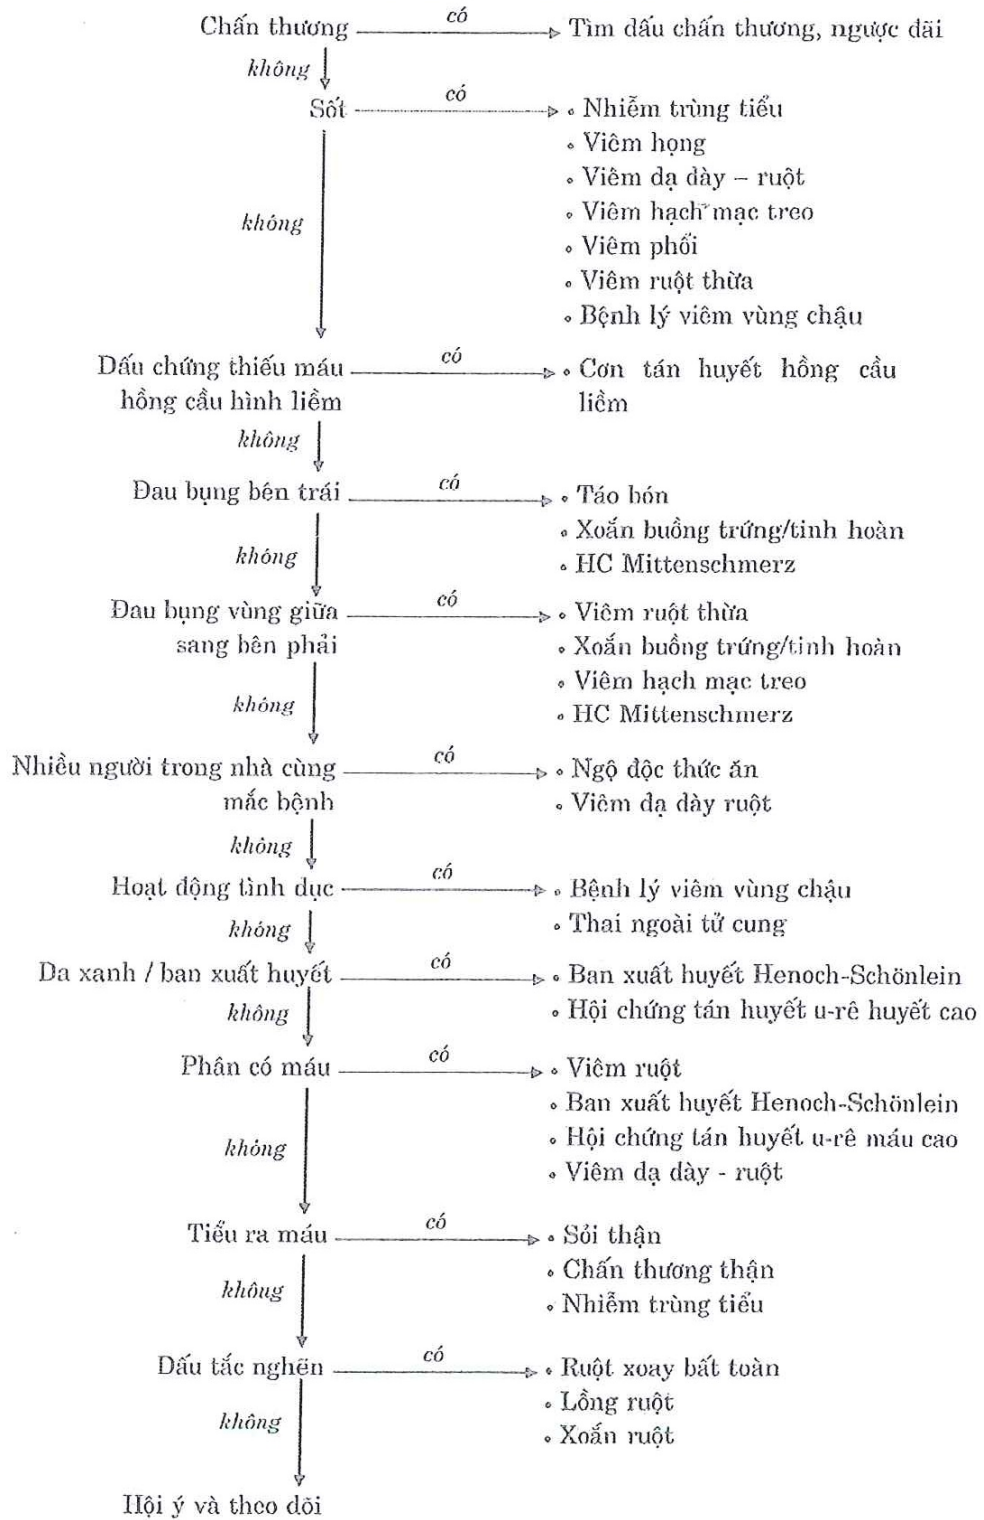 Chấn thương
có
Tìm dấu chấn thương, ngược đãi
không
Sốt
có
• Nhiễm trùng tiểu
• Viêm họng
• Viêm dạ dày – ruột
• Viêm hạch mạc treo
• Viêm phổi
• Viêm ruột thừa
• Bệnh lý viêm vùng chậu
không
Dấu chứng thiếu máu
hồng cầu hình liềm
có
• Cơn tán huyết hồng cầu
liềm
không
Đau bụng bên trái
có
• Táo bón
• Xoắn buồng trứng/tinh hoàn
• HC Mittenschmerz
không
Đau bụng vùng giữa
sang bên phải
có
• Viêm ruột thừa
• Xoắn buồng trứng/tinh hoàn
• Viêm hạch mạc treo
• HC Mittenschmerz
không
Nhiều người trong nhà cùng
mắc bệnh
có
• Ngộ độc thức ăn
• Viêm dạ dày ruột
không
Hoạt động tình dục
có
• Bệnh lý viêm vùng chậu
• Thai ngoài tử cung
không
Da xanh / ban xuất huyết
có
• Ban xuất huyết Henoch-Schönlein
• Hội chứng tán huyết u-rê huyết cao
không
Phân có máu
có
• Viêm ruột
• Ban xuất huyết Henoch-Schönlein
• Hội chứng tán huyết u-rê máu cao
• Viêm dạ dày - ruột
không
Tiểu ra máu
có
• Sỏi thận
• Chấn thương thận
• Nhiễm trùng tiểu
không
Dấu tắc nghẽn
có
• Ruột xoay bất toàn
• Lồng ruột
• Xoắn ruột
không
Hội ý và theo dõi